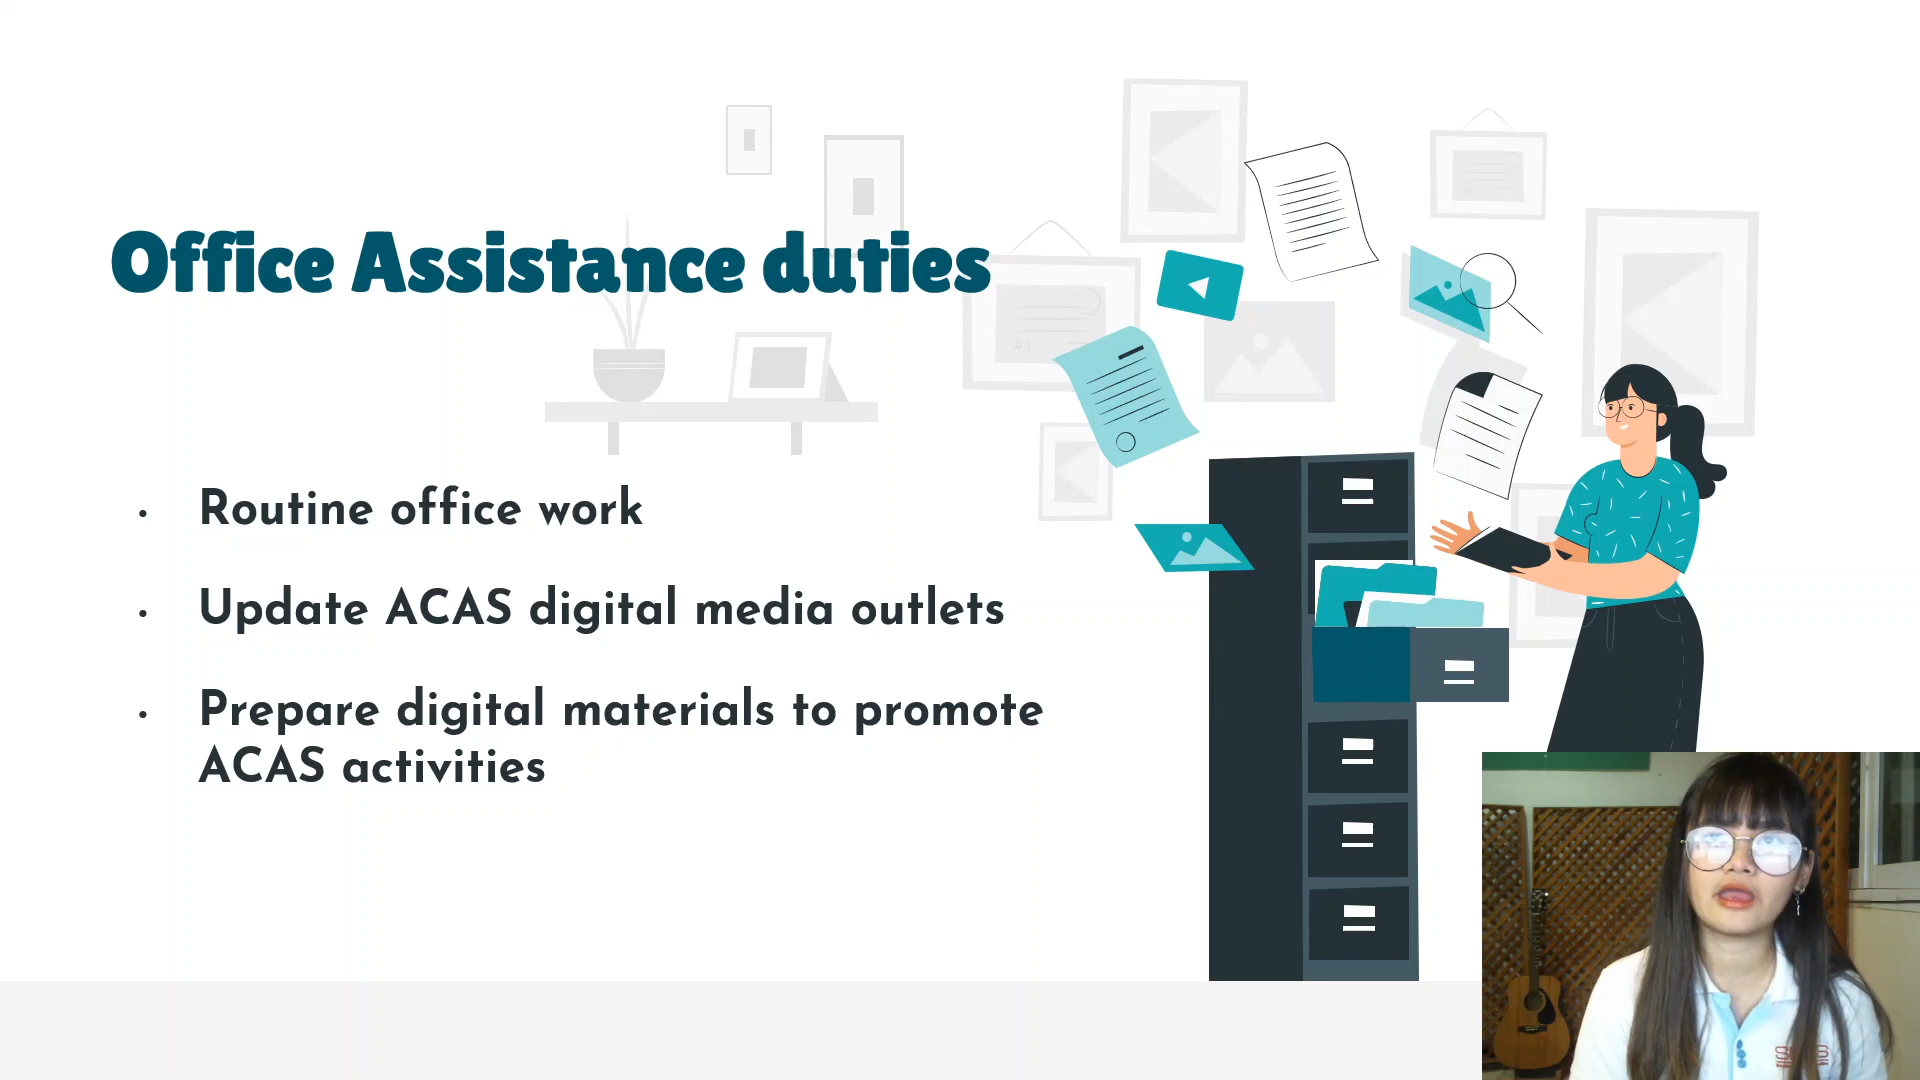 Office Assistance duties
Routine office work
Update ACAS digital media outlets
Prepare digital materials to promote
ACAS activities